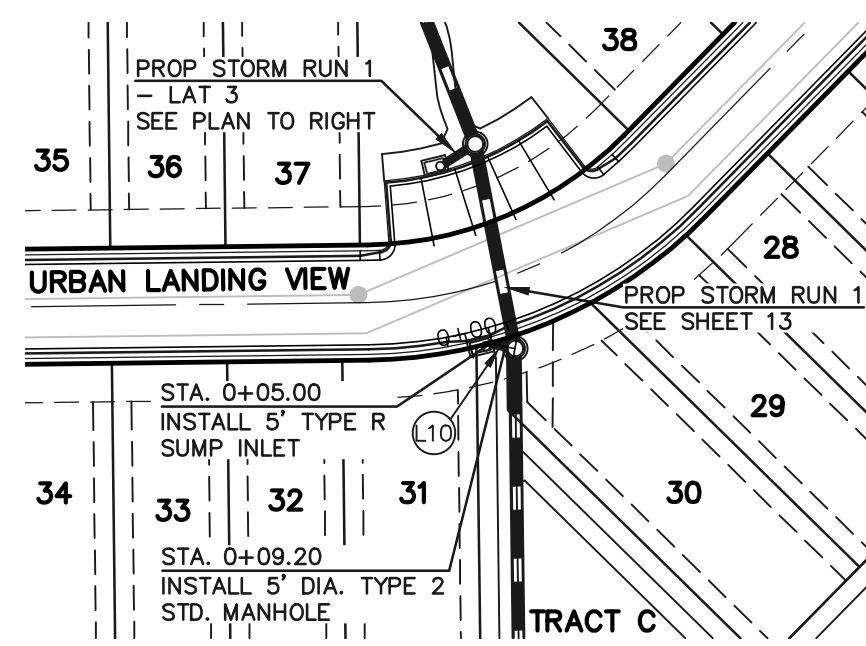 38
PROP STORM RUN 1
- LAT 3
SEE PLAN TO RIGHT
35
36
37
28
URBAN LANDING VIEW
PROP STORM RUN 1
SEE SHEET 13
0+00
STA. 0+05.00
INSTALL 5' TYPE R
SUMP INLET
L10
29
34
33
32
31
30
STA. 0+09.20
INSTALL 5' DIA. TYPE 2
STD. MANHOLE
TRACT C